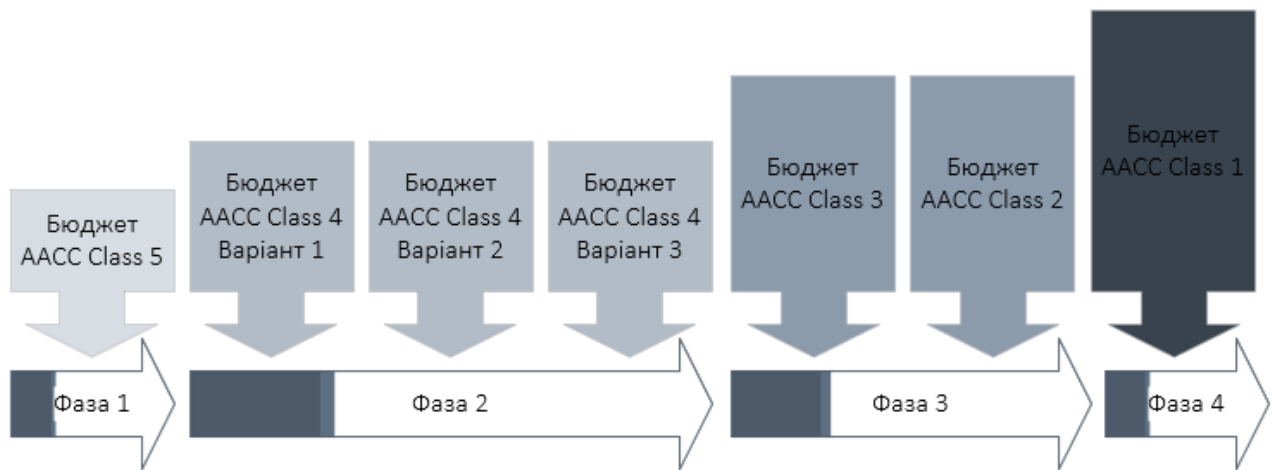 Бюджет
AACC Class 5
Бюджет
AACC Class 4
Варіант 1
Бюджет
AACC Class 4
Варіант 2
Бюджет
AACC Class 4
Варіант 3
Бюджет
AACC Class 3
Бюджет
AACC Class 2
Бюджет
AACC Class 1
Фаза 1
Фаза 2
Фаза 3
Фаза 4